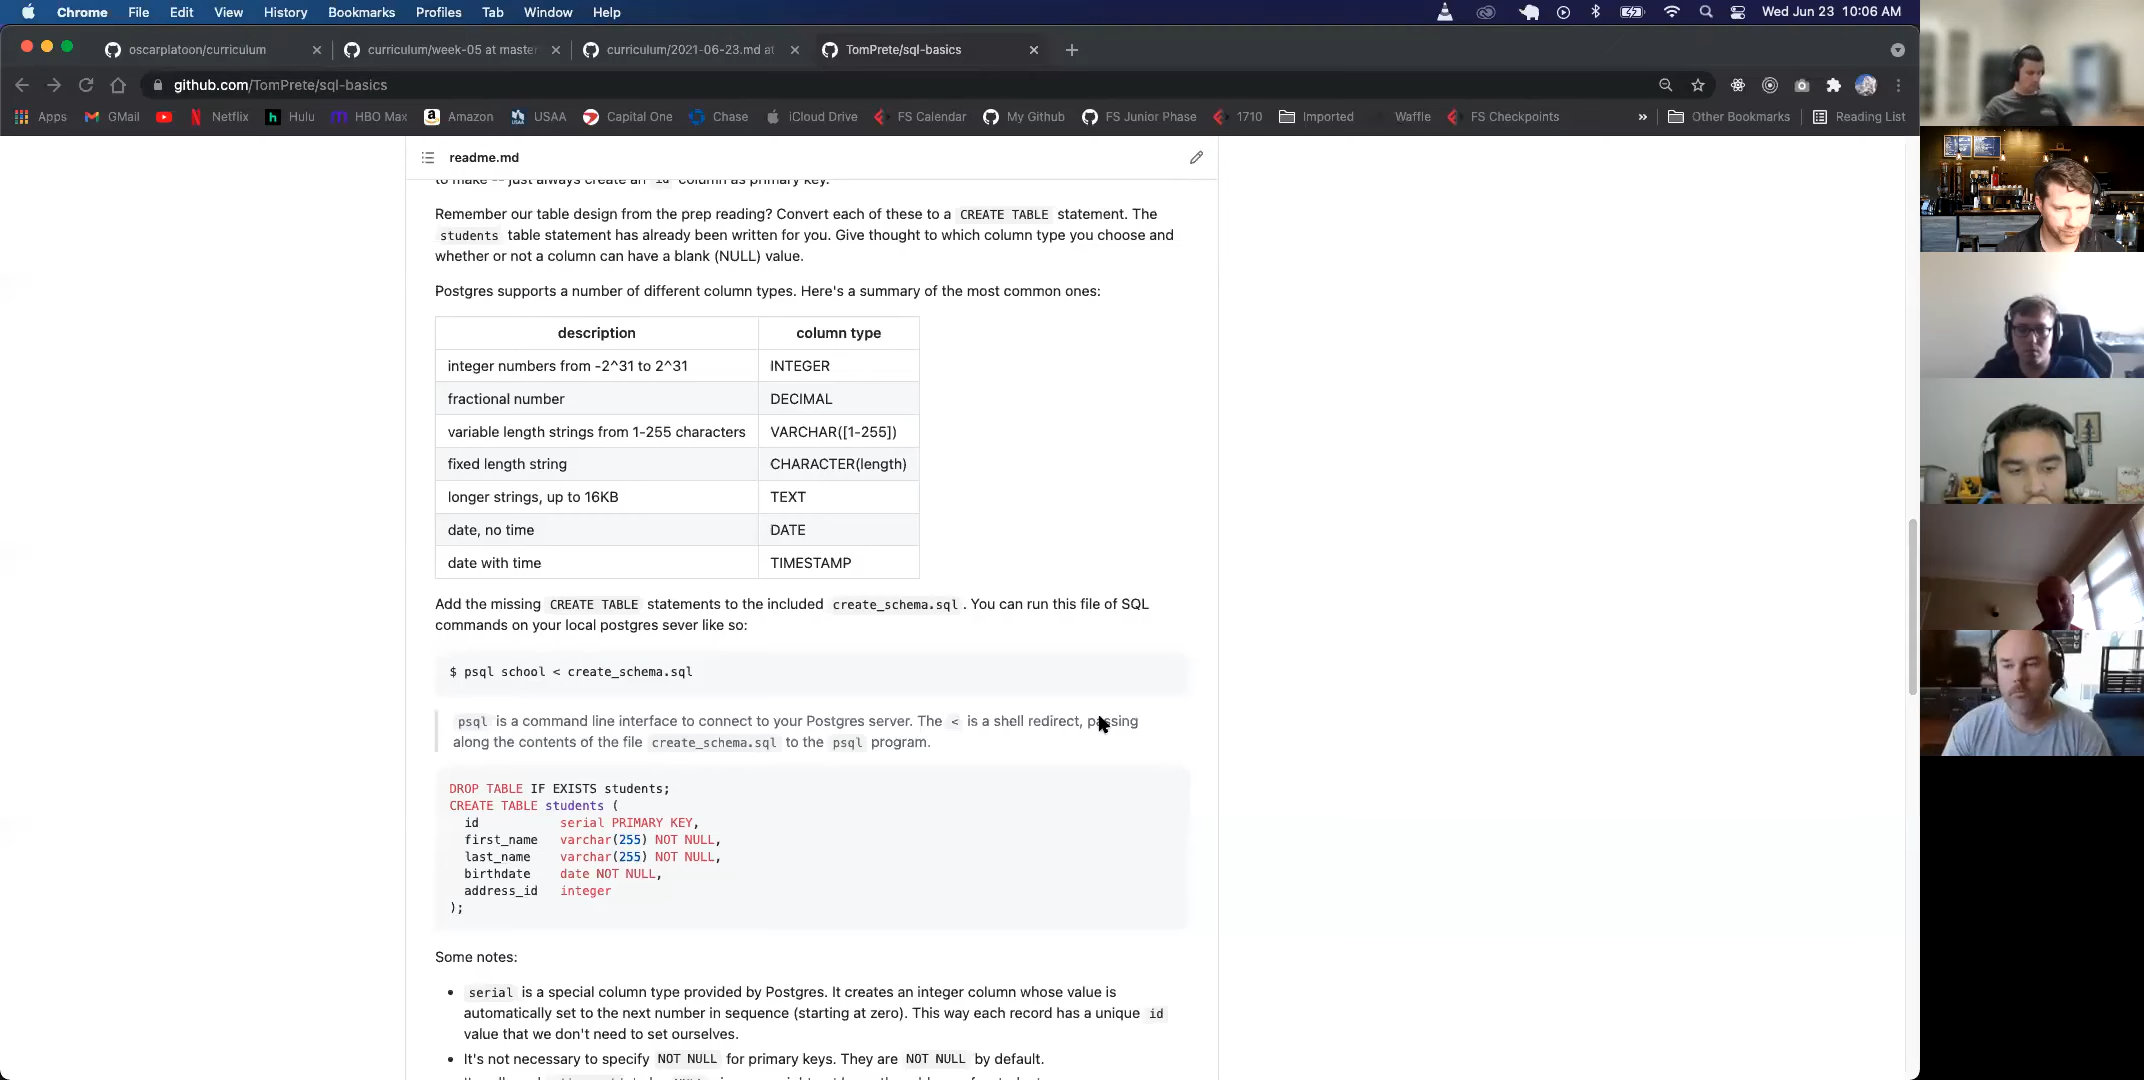 Chrome File Edit View History Bookmarks Profiles Tab Window Help Wed Jun 23 10:06 AM
oscarplatoon/curriculum curriculum/week-05 at master curriculum/2021-06-23.md at TomPrete/sql-basics
github.com/TomPrete/sql-basics
Apps GMail Netflix Hulu HBO Max Amazon USAA Capital One Chase iCloud Drive FS Calendar My Github FS Junior Phase 1710 Imported Waffle FS Checkpoints » Other Bookmarks Reading List
readme.md
to make -- just always create an id column as primary key.
Remember our table design from the prep reading? Convert each of these to a CREATE TABLE statement. The
students table statement has already been written for you. Give thought to which column type you choose and
whether or not a column can have a blank (NULL) value.
Postgres supports a number of different column types. Here's a summary of the most common ones:
description column type
integer numbers from -2^31 to 2^31 INTEGER
fractional number DECIMAL
variable length strings from 1-255 characters VARCHAR([1-255])
fixed length string CHARACTER(length)
longer strings, up to 16KB TEXT
date, no time DATE
date with time TIMESTAMP
Add the missing CREATE TABLE statements to the included create_schema.sql . You can run this file of SQL
commands on your local postgres sever like so:
$ psql school < create_schema.sql
psql is a command line interface to connect to your Postgres server. The < is a shell redirect, passing
along the contents of the file create_schema.sql to the psql program.
DROP TABLE IF EXISTS students;
CREATE TABLE students (
id serial PRIMARY KEY,
first_name varchar(255) NOT NULL,
last_name varchar(255) NOT NULL,
birthdate date NOT NULL,
address_id integer
);
Some notes:
• serial is a special column type provided by Postgres. It creates an integer column whose value is
automatically set to the next number in sequence (starting at zero). This way each record has a unique id
value that we don't need to set ourselves.
• It's not necessary to specify NOT NULL for primary keys. They are NOT NULL by default.